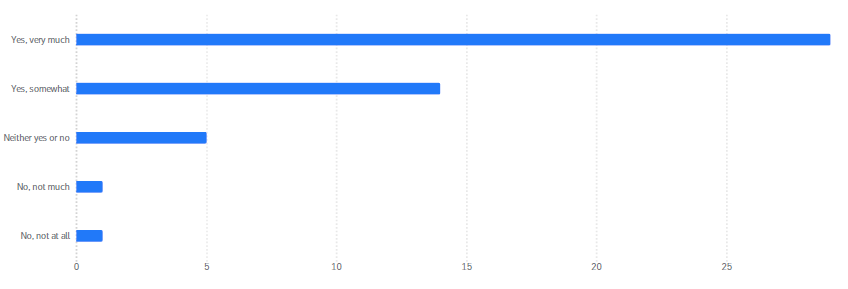 Yes, very much
Yes, somewhat
Neither yes or no
No, not much
No, not at all
0 5 10 15 20 25